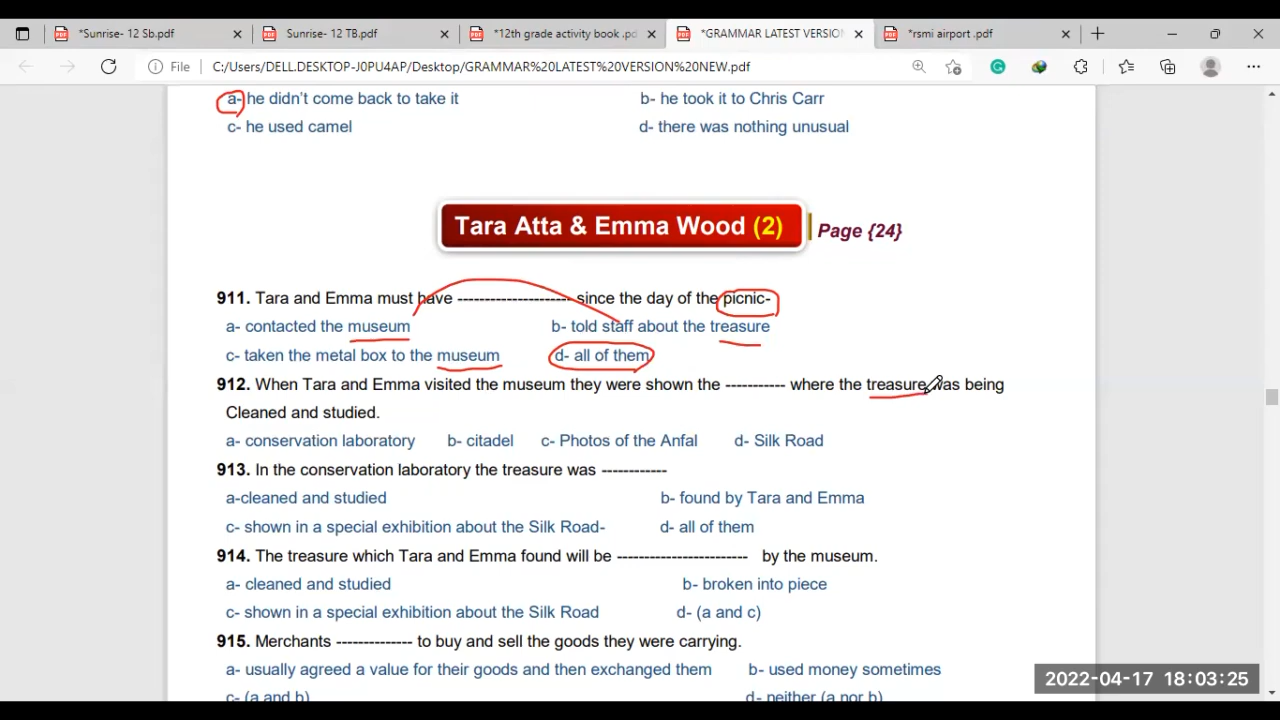 *Sunrise- 12 Sb.pdf
Sunrise- 12 TB.pdf
*12th grade activity book .pd
*GRAMMAR LATEST VERSION
*rsmi airport .pdf
File
C:/Users/DELL.DESKTOP-J0PU4AP/Desktop/GRAMMAR%20LATEST%20VERSION%20NEW.pdf
a- he didn't come back to take it b- he took it to Chris Carr
c- he used camel d- there was nothing unusual
Tara Atta & Emma Wood (2) Page {24}
911. Tara and Emma must have --------------------- since the day of the picnic-
a- contacted the museum b- told staff about the treasure
c- taken the metal box to the museum d- all of them
912. When Tara and Emma visited the museum they were shown the ----------- where the treasure was being
Cleaned and studied.
a- conservation laboratory b- citadel c- Photos of the Anfal d- Silk Road
913. In the conservation laboratory the treasure was ------------
a-cleaned and studied b- found by Tara and Emma
c- shown in a special exhibition about the Silk Road- d- all of them
914. The treasure which Tara and Emma found will be ------------------------ by the museum.
a- cleaned and studied b- broken into piece
c- shown in a special exhibition about the Silk Road d- (a and c)
915. Merchants -------------- to buy and sell the goods they were carrying.
a- usually agreed a value for their goods and then exchanged them b- used money sometimes
c- (a and b) d- neither (a nor b)
2022-04-17 18:03:25